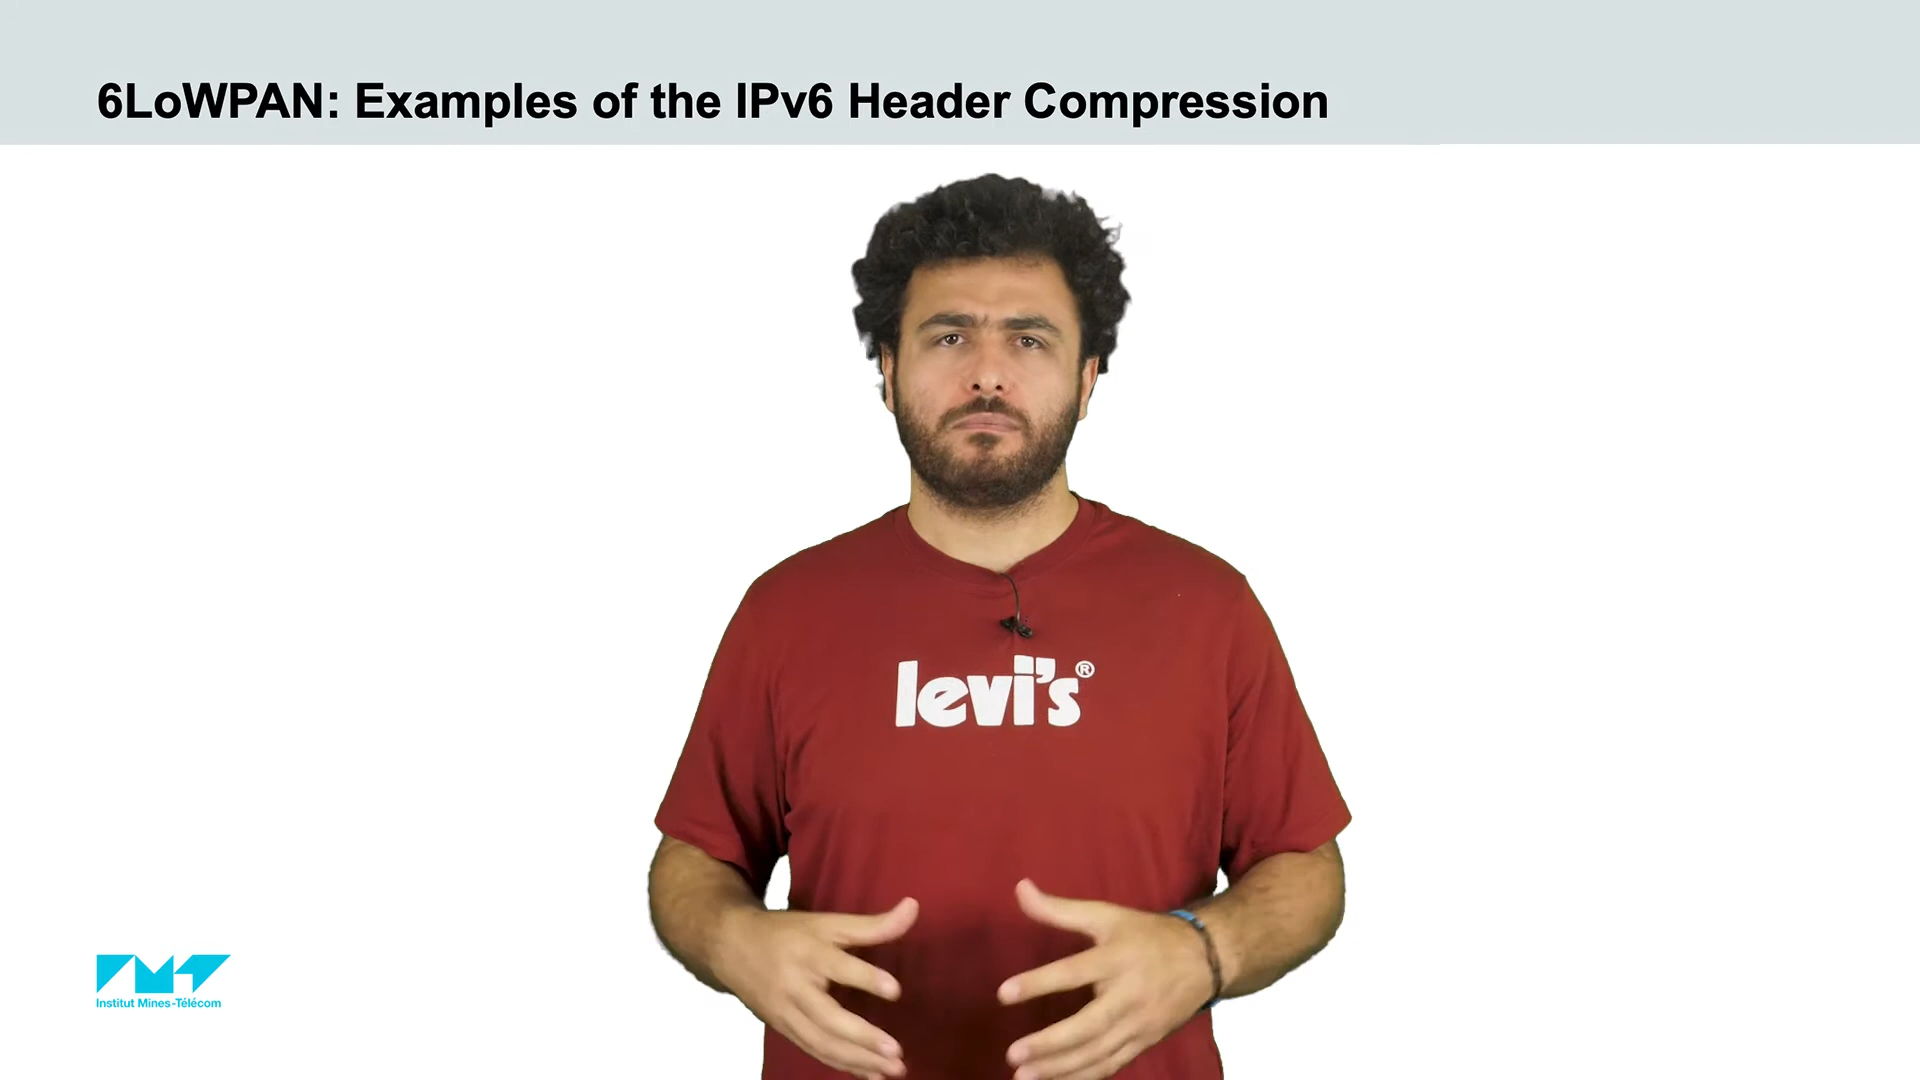 6LoWPAN: Examples of the IPv6 Header Compression
levi's®
Institut Mines-Télécom